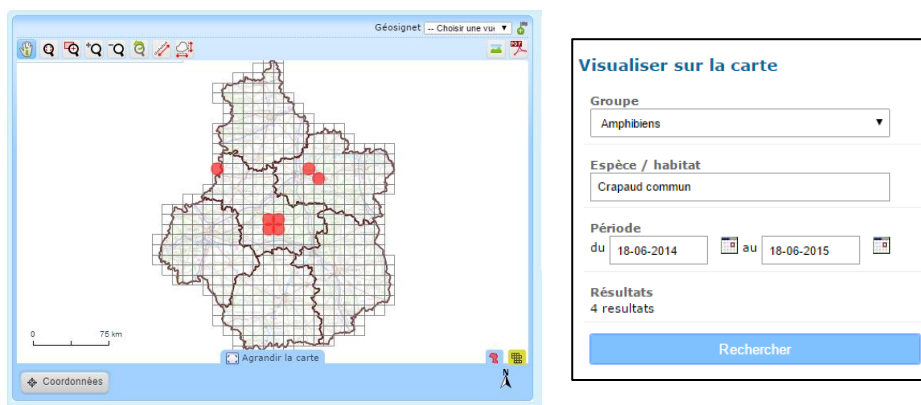 Géosignet -- Choisir une vue
PDF
0 75 km
Agrandir la carte
Coordonnées
N
Visualiser sur la carte
Groupe
Amphibiens
Espèce / habitat
Crapaud commun
Période
du 18-06-2014 au 18-06-2015
Résultats
4 resultats
Rechercher